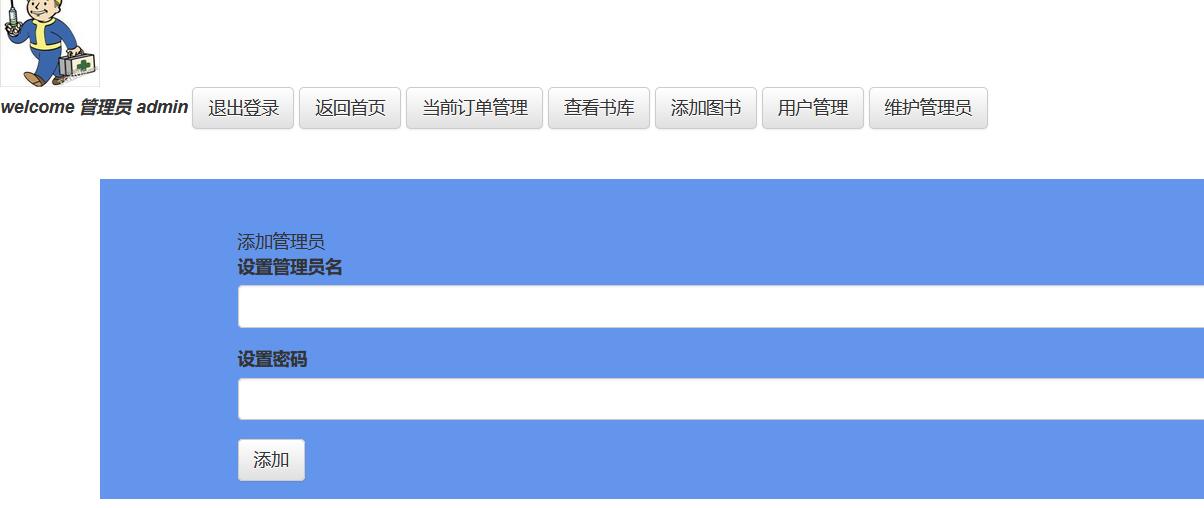 welcome 管理员 admin 退出登录 返回首页 当前订单管理 查看书库 添加图书 用户管理 维护管理员
添加管理员
设置管理员名
设置密码
添加